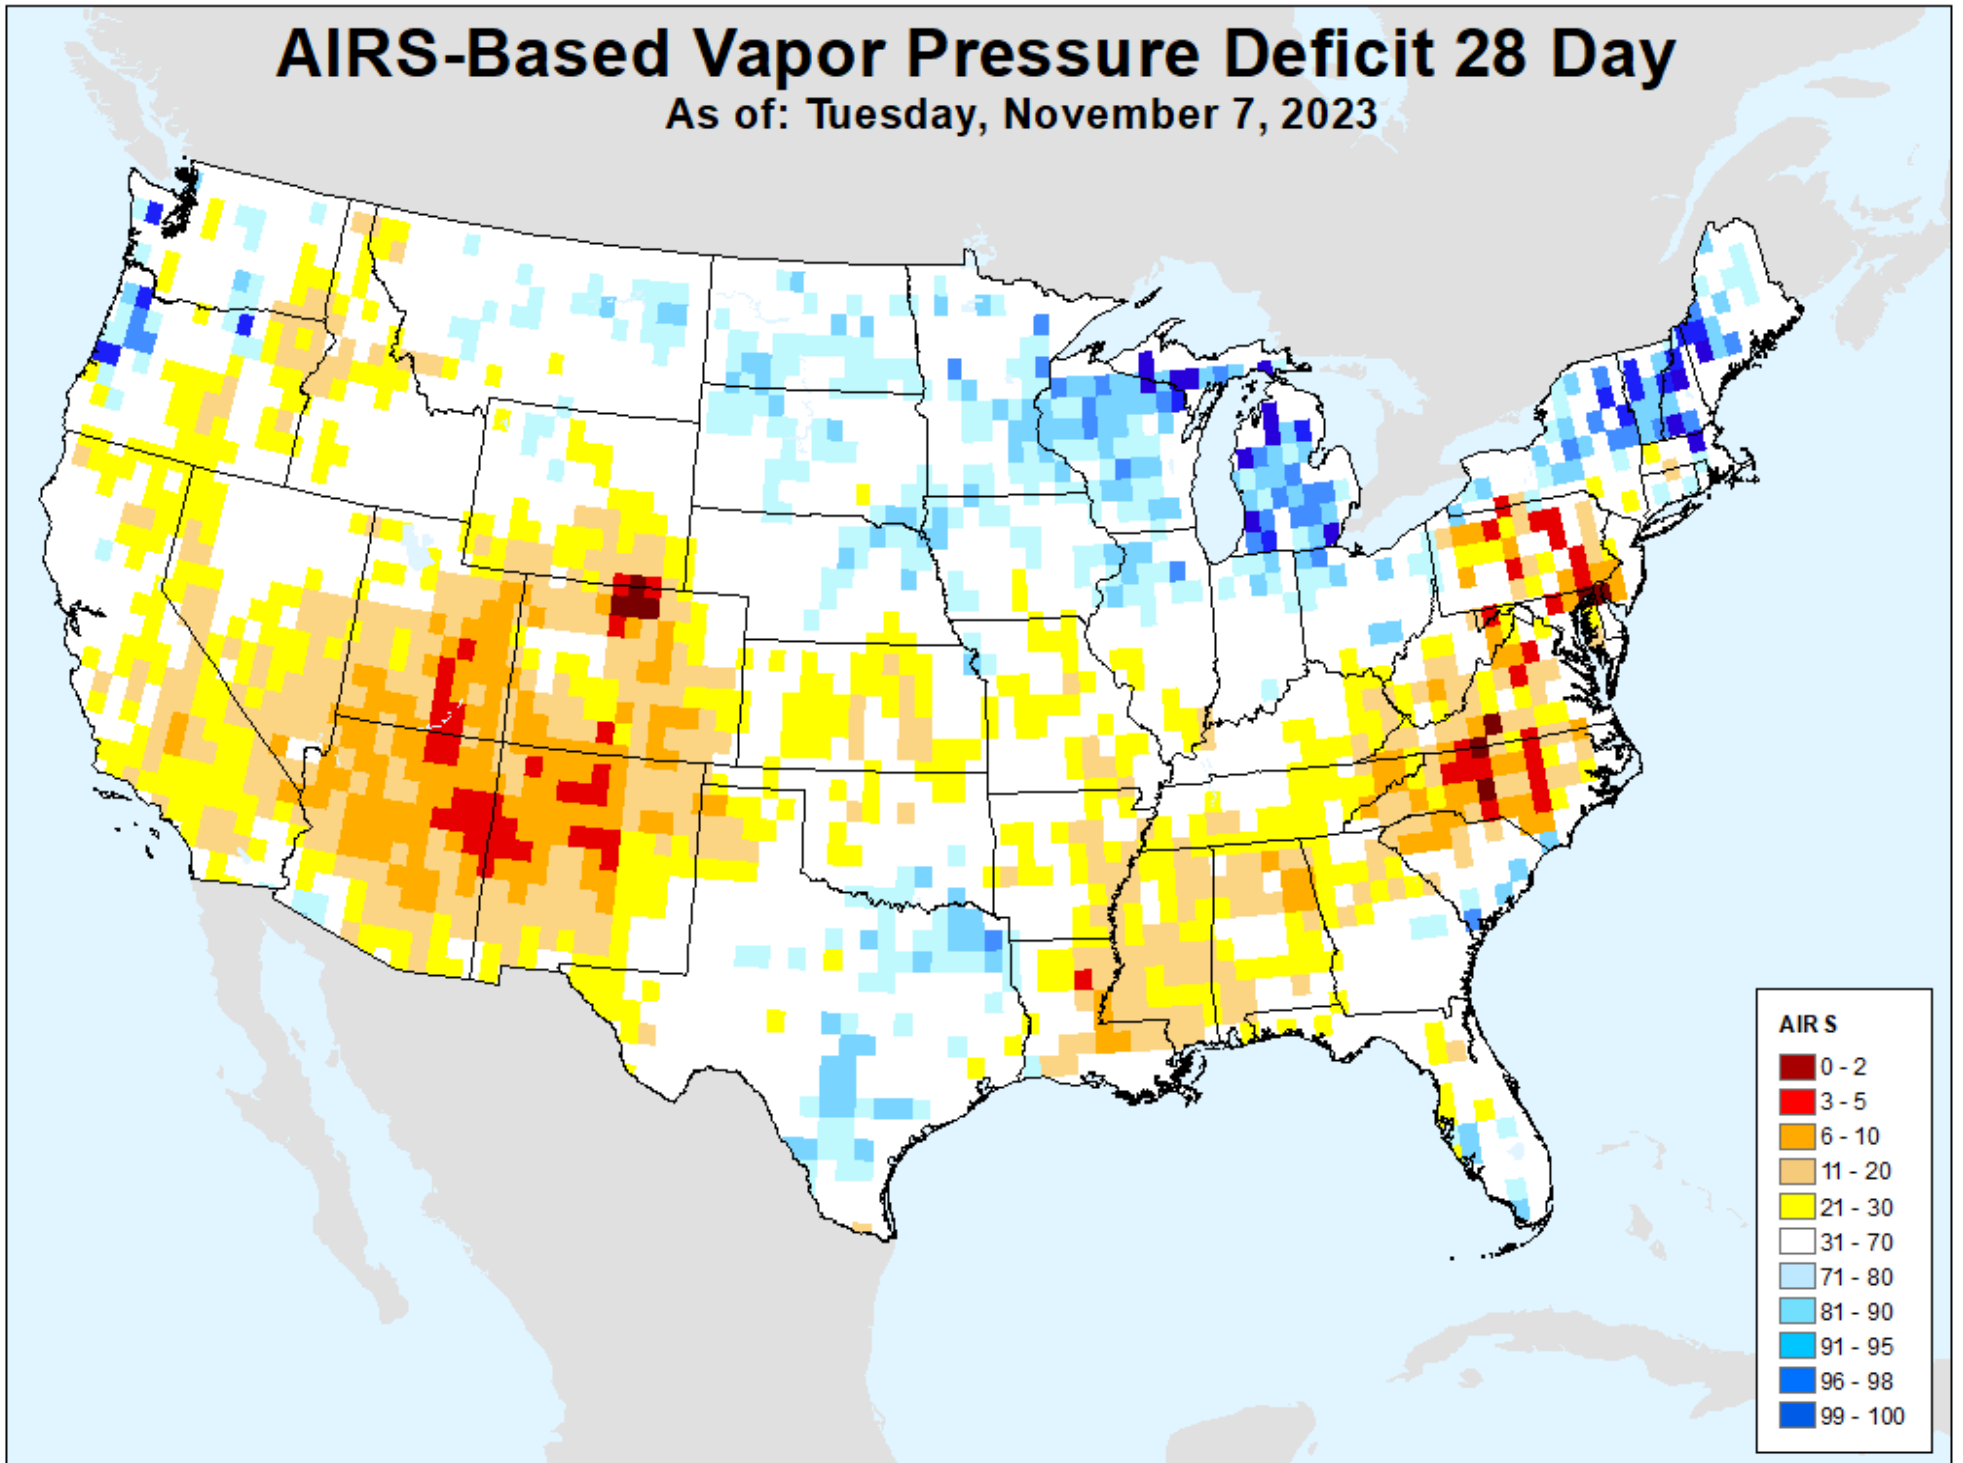 AIRS-Based Vapor Pressure Deficit 28 Day
As of: Tuesday, November 7, 2023
AIRS
0 - 2
3 - 5
6 - 10
11 - 20
21 - 30
31 - 70
71 - 80
81 - 90
91 - 95
96 - 98
99 - 100